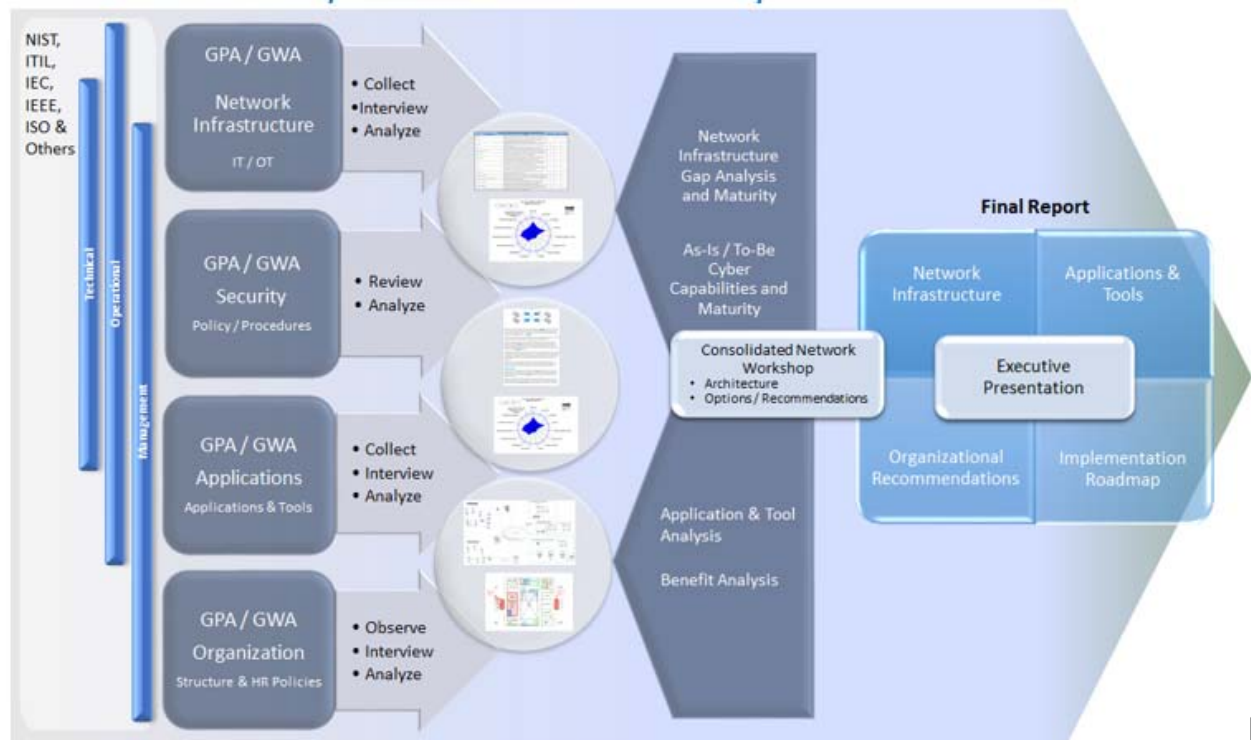 NIST,
ITIL,
IEC,
IEEE,
ISO &
Others
Technical
Operational
Management
GPA / GWA
Network
Infrastructure
IT / OT
• Collect
•Interview
• Analyze
GPA / GWA
Security
Policy / Procedures
• Review
• Analyze
GPA / GWA
Applications
Applications & Tools
• Collect
• Interview
• Analyze
GPA / GWA
Organization
Structure & HR Policies
• Observe
• Interview
• Analyze
Network
Infrastructure
Gap Analysis
and Maturity
As-Is / To-Be
Cyber
Capabilities and
Maturity
Consolidated Network
Workshop
• Architecture
• Options / Recommendations
Application & Tool
Analysis
Benefit Analysis
Final Report
Network
Infrastructure
Applications &
Tools
Executive
Presentation
Organizational
Recommendations
Implementation
Roadmap